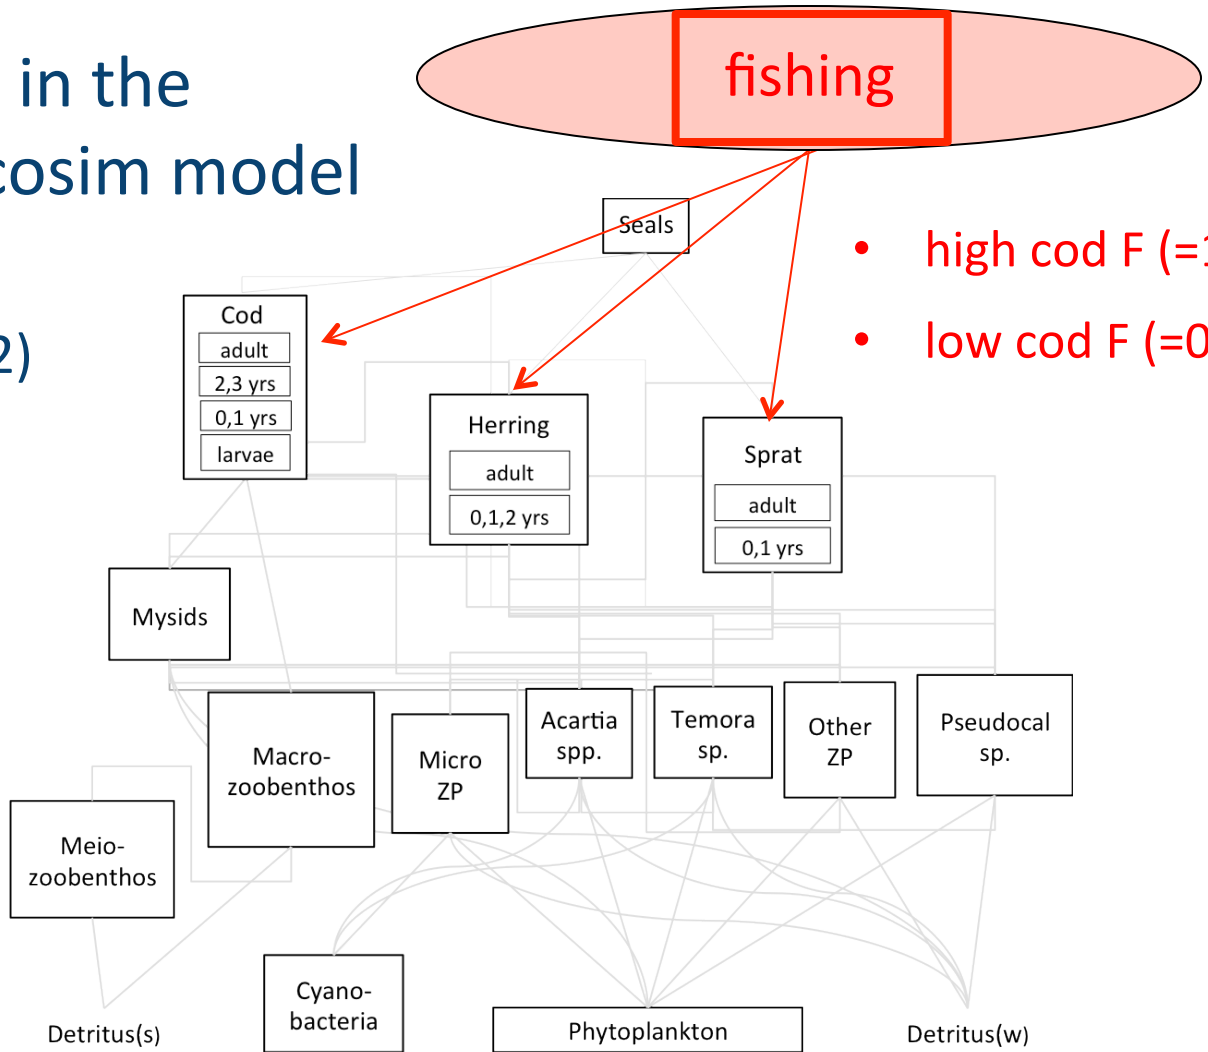 in the
cosim model
2)
fishing
• high cod F (=1
• low cod F (=0
Seals
Cod
adult
2,3 yrs
0,1 yrs
larvae
Herring
adult
0,1,2 yrs
Sprat
adult
0,1 yrs
Mysids
Macro-
zoobenthos
Micro
ZP
Acartia
spp.
Temora
sp.
Other
ZP
Pseudocal
sp.
Meio-
zoobenthos
Cyano-
bacteria
Detritus(s)
Phytoplankton
Detritus(w)